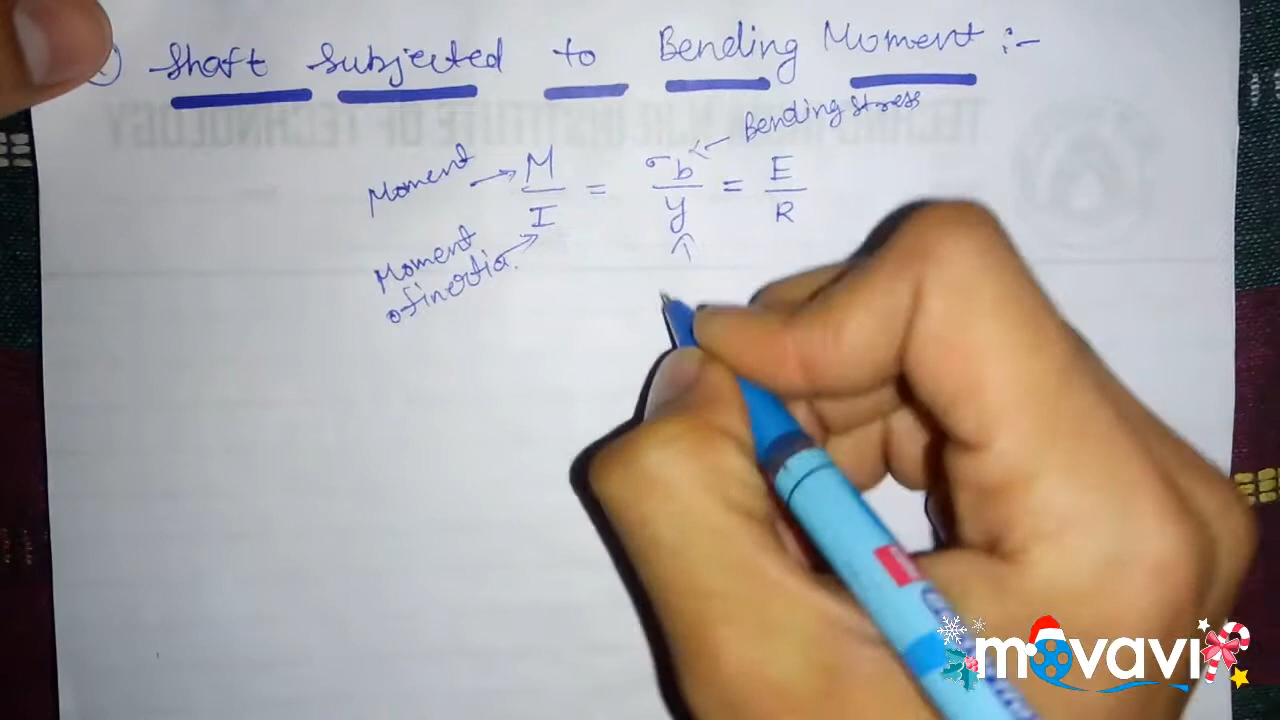 Shaft Subjected to Bending Moment :-
Bending stress
Moment → M/I = σb/y = E/R
Moment
of inertia.
movavi